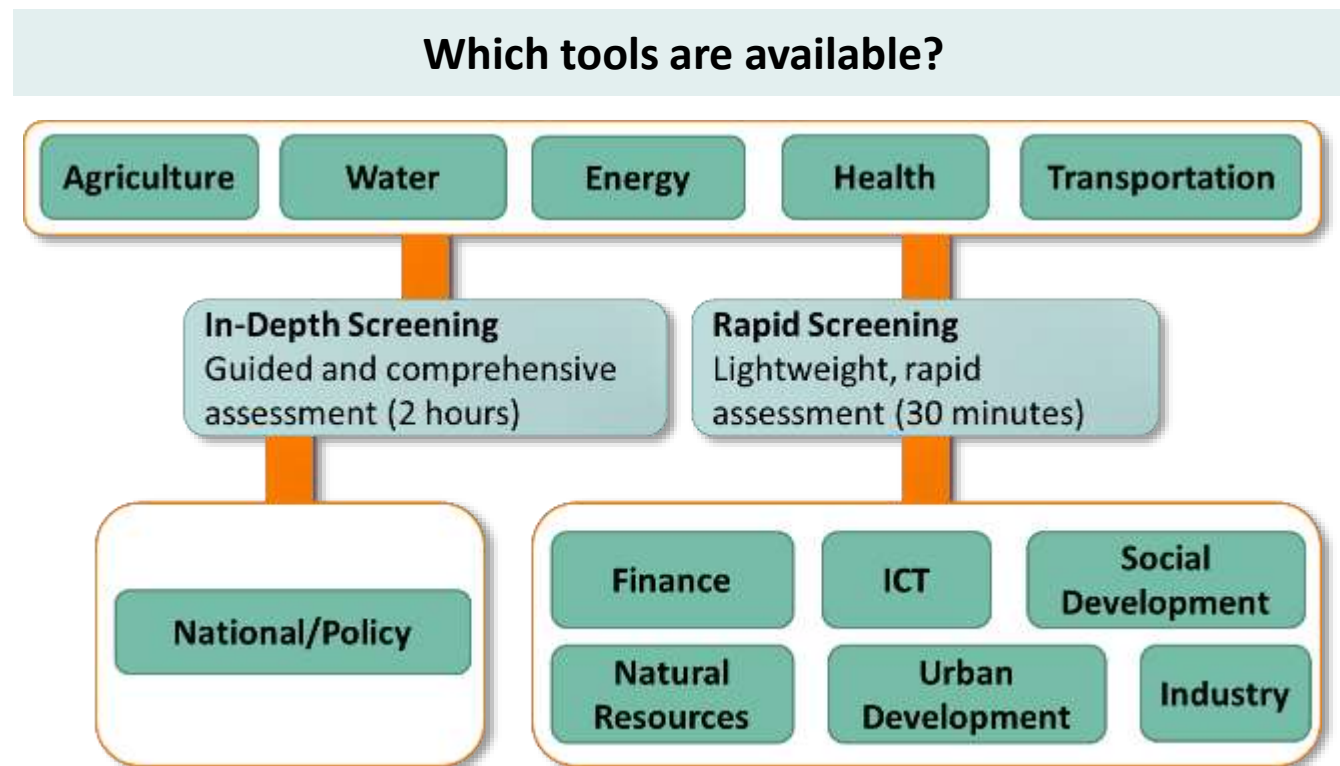 Which tools are available?
Agriculture
Water
Energy
Health
Transportation
In-Depth Screening
Guided and comprehensive
assessment (2 hours)
Rapid Screening
Lightweight, rapid
assessment (30 minutes)
National/Policy
Finance
ICT
Social
Development
Natural
Resources
Urban
Development
Industry